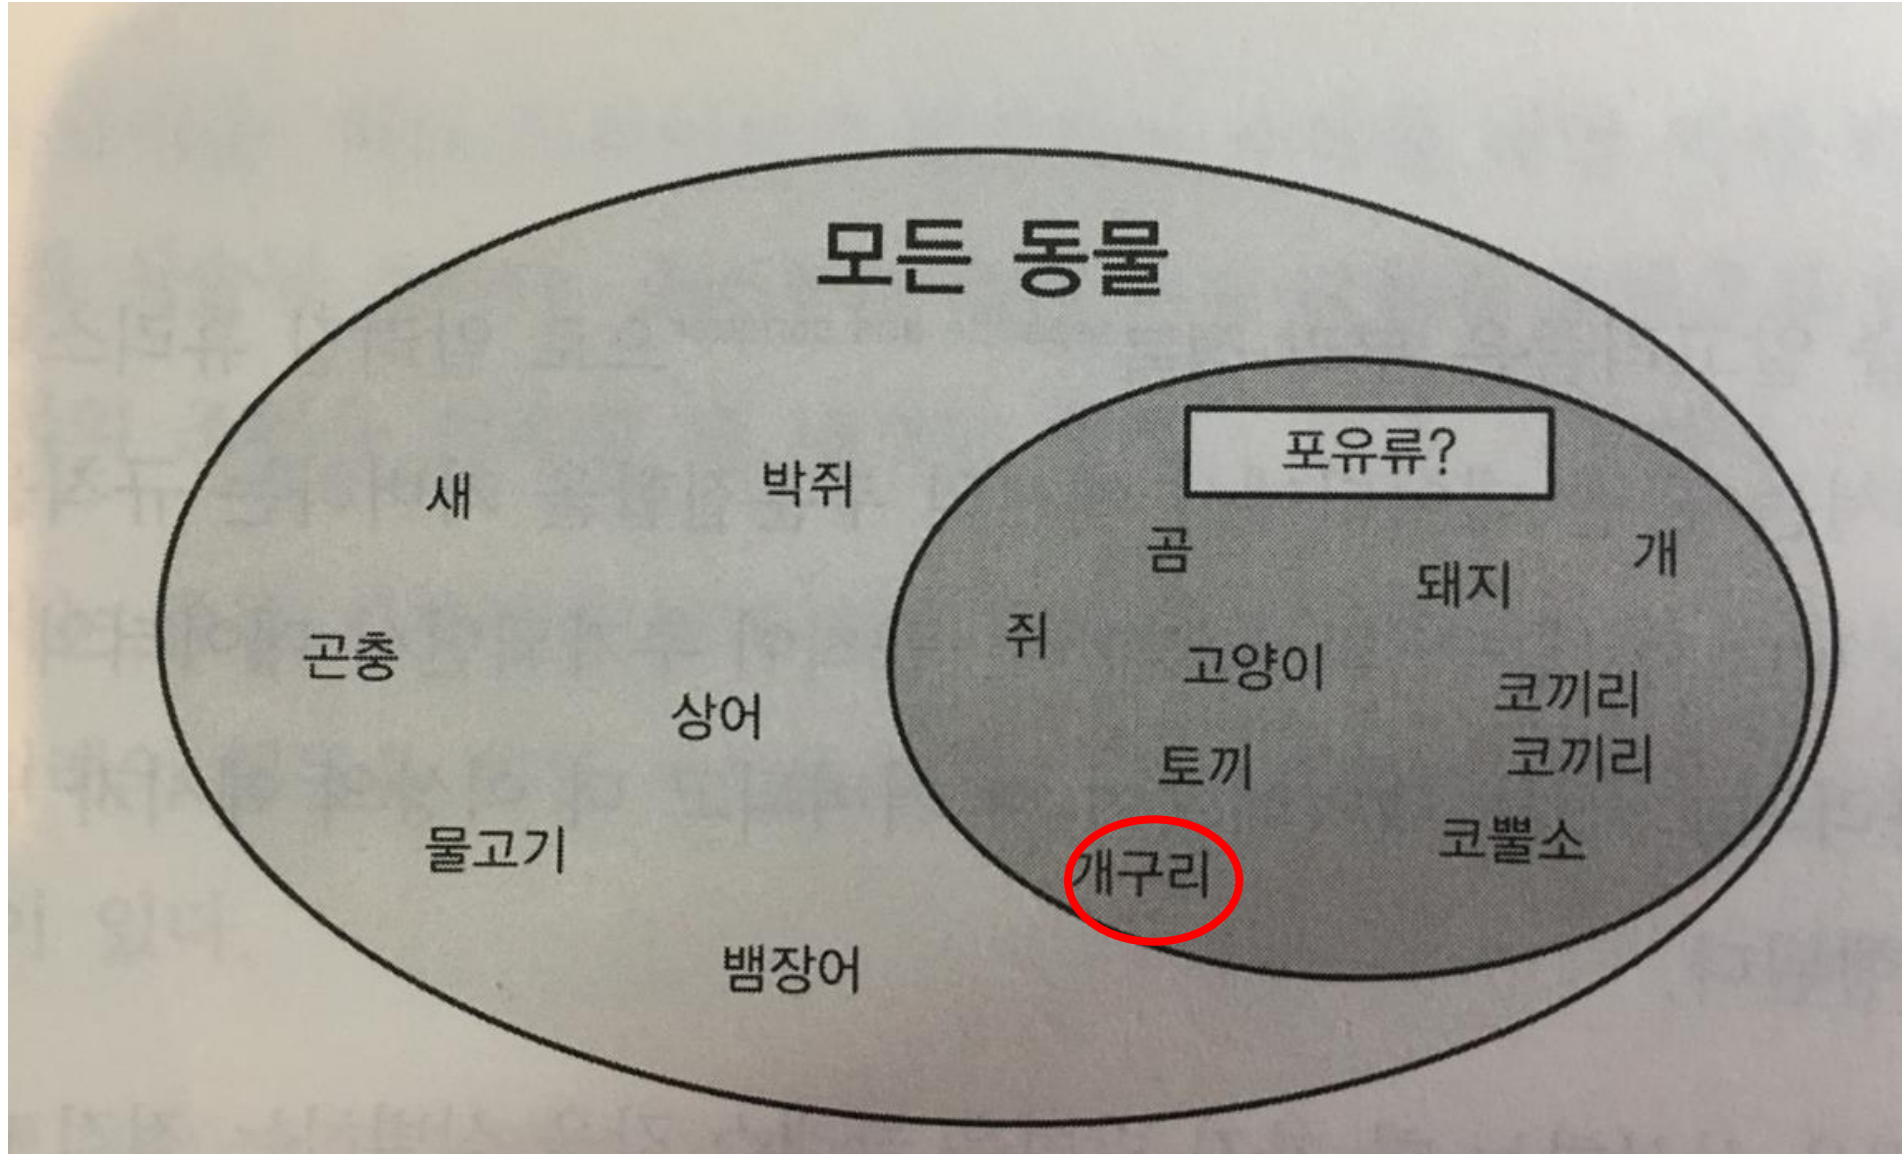 모든 동물
포유류?
새
박쥐
곰
돼지
개
쥐
곤충
고양이
코끼리
상어
토끼
코끼리
물고기
개구리
코뿔소
뱀장어